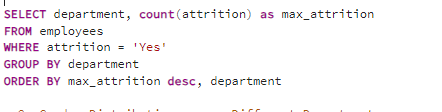 SELECT department, count(attrition) as max_attrition
FROM employees
WHERE attrition = 'Yes'
GROUP BY department
ORDER BY max_attrition desc, department